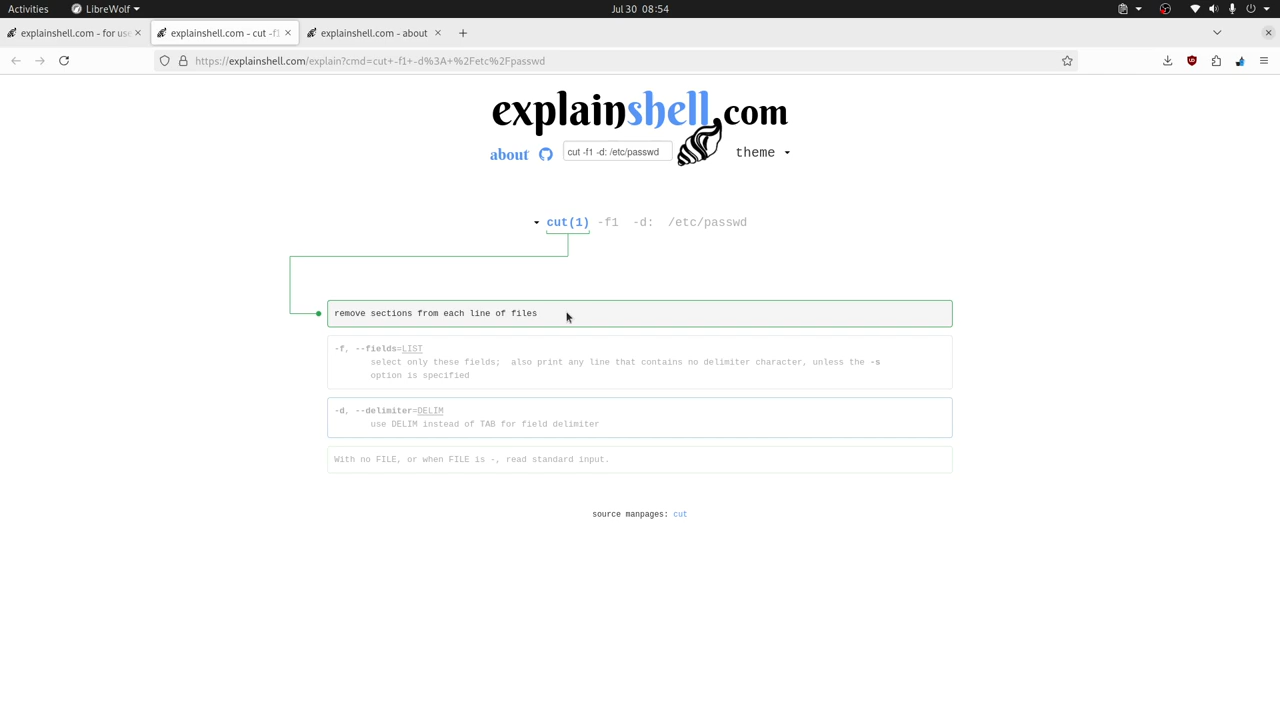 Activities LibreWolf Jul 30 08:54
explainshell.com - for use explainshell.com - cut -f1 explainshell.com - about
https://explainshell.com/explain?cmd=cut+-f1+-d%3A+%2Fetc%2Fpasswd
explainshell.com
about cut -f1 -d: /etc/passwd theme
cut(1) -f1 -d: /etc/passwd
remove sections from each line of files
-f, --fields=LIST
select only these fields; also print any line that contains no delimiter character, unless the -s
option is specified
-d, --delimiter=DELIM
use DELIM instead of TAB for field delimiter
With no FILE, or when FILE is -, read standard input.
source manpages: cut